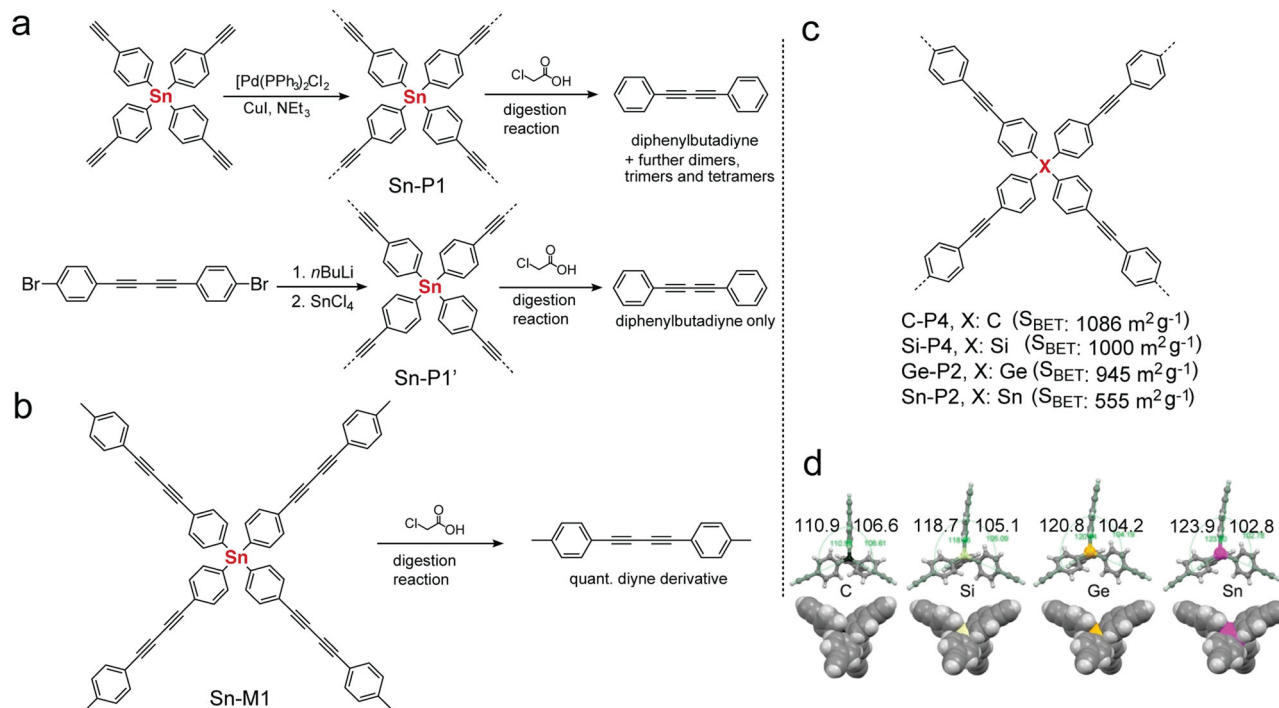 a
Sn
[Pd(PPh3)2Cl2
CuI, NEt3
Sn
Sn-P1
Cl
O
OH
digestion
reaction
diphenylbutadiyne
+ further dimers,
trimers and tetramers
Br
Br
1. nBuLi
2. SnCl4
Sn
Sn-P1’
Cl
O
OH
digestion
reaction
diphenylbutadiyne only
b
Sn
Sn-M1
Cl
O
OH
digestion
reaction
quant. diyne derivative
c
X
C-P4, X: C (SBET: 1086 m2g-1)
Si-P4, X: Si (SBET: 1000 m2g-1)
Ge-P2, X: Ge (SBET: 945 m2g-1)
Sn-P2, X: Sn (SBET: 555 m2g-1)
d
110.9 106.6
118.7 105.1
120.8 104.2
123.9 102.8
C
Si
Ge
Sn